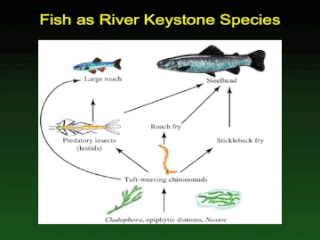 Fish as River Keystone Species
Large roach
Steelhead
Roach fry
Predatory insects
(lestids)
Stickleback fry
Tuft-weaving chironomids
Cladophora, epiphytic diatoms, Nostoc